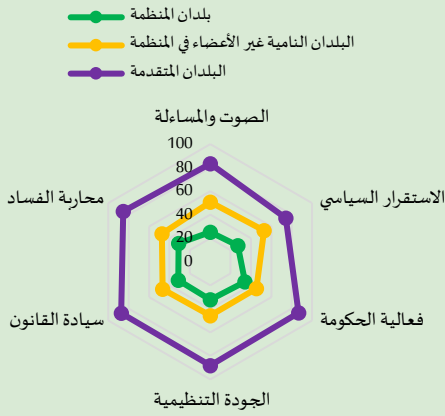 بلدان المنظمة
البلدان النامية غير الأعضاء في المنظمة
البلدان المتقدمة
الصوت والمساءلة
100
80
60
40
20
0
الاستقرار السياسي
محاربة الفساد
فعالية الحكومة
سيادة القانون
الجودة التنظيمية